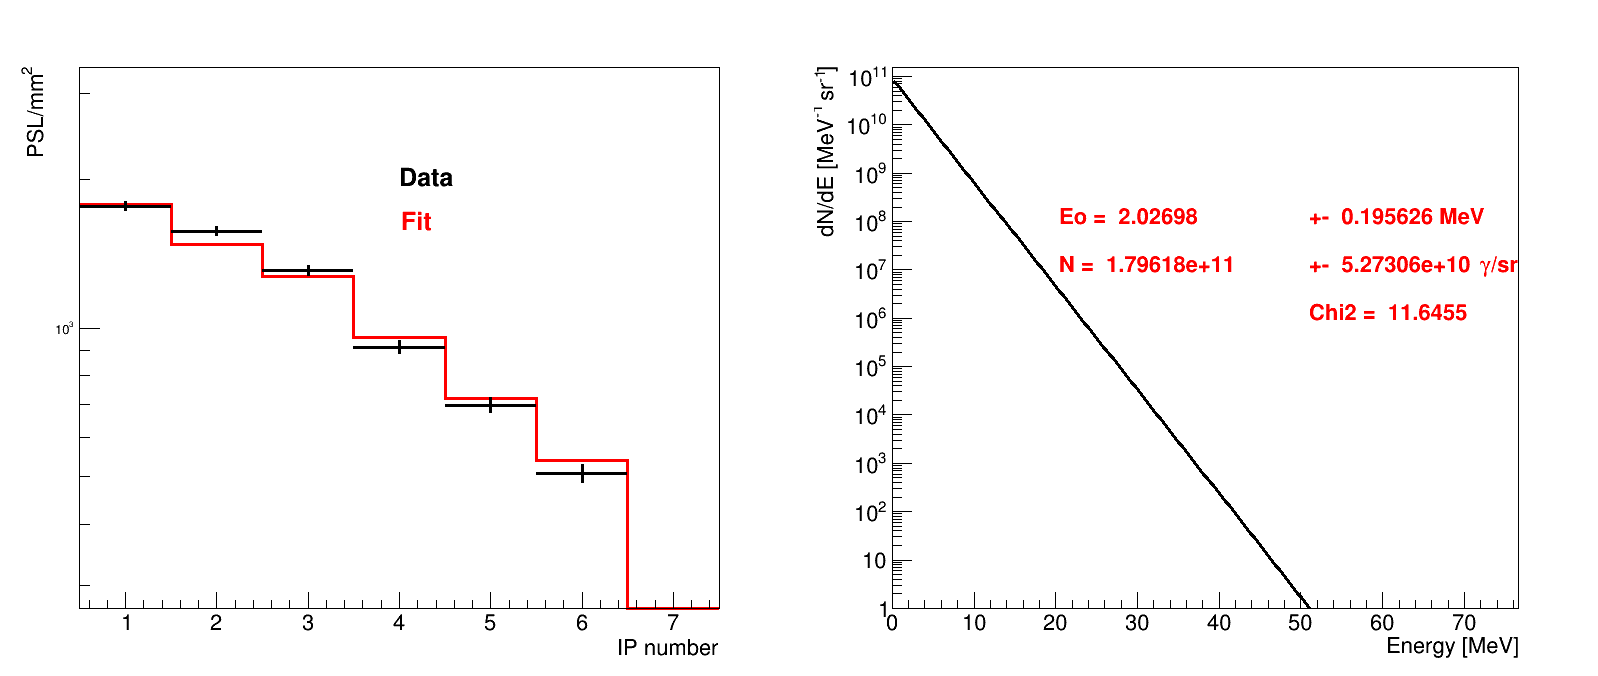 PSL/mm²
Data
Fit
10³
1 2 3 4 5 6 7
IP number
dN/dE [MeV⁻¹ sr⁻¹]
10¹¹
10¹⁰
10⁹
10⁸
10⁷
10⁶
10⁵
10⁴
10³
10²
10
1
Eo = 2.02698 +- 0.195626 MeV
N = 1.79618e+11 +- 5.27306e+10 γ/sr
Chi2 = 11.6455
0 10 20 30 40 50 60 70
Energy [MeV]